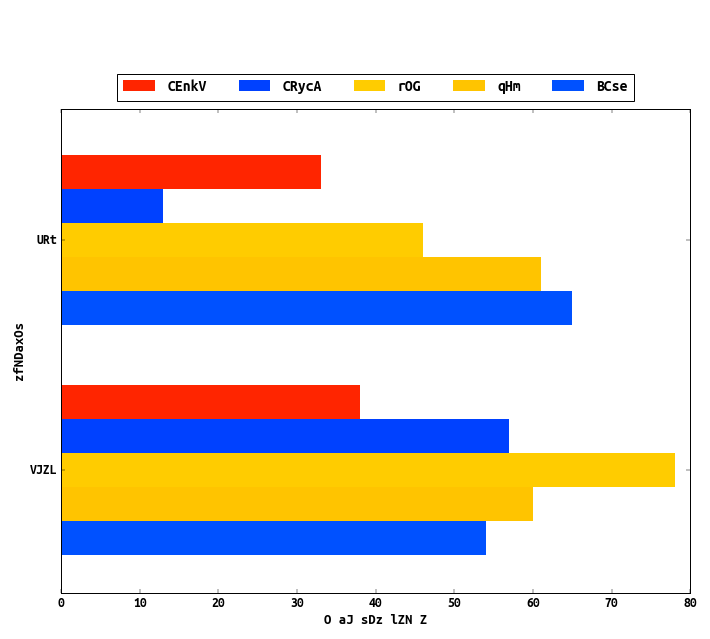 CEnkV CRycA rOG qHm BCse
URt
zfNDaxOs
VJZL
0 10 20 30 40 50 60 70 80
O aJ sDz lZN Z